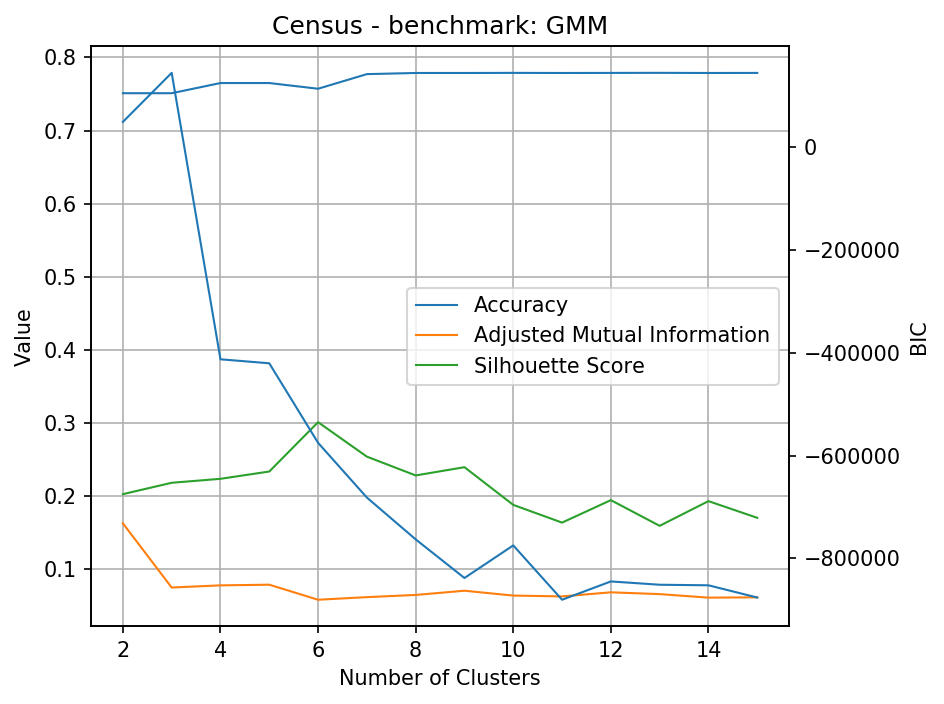 Census - benchmark: GMM
Value
0.8
0.7
0.6
0.5
0.4
0.3
0.2
0.1
Accuracy
Adjusted Mutual Information
Silhouette Score
0
−200000
−400000
−600000
−800000
BIC
2 4 6 8 10 12 14
Number of Clusters